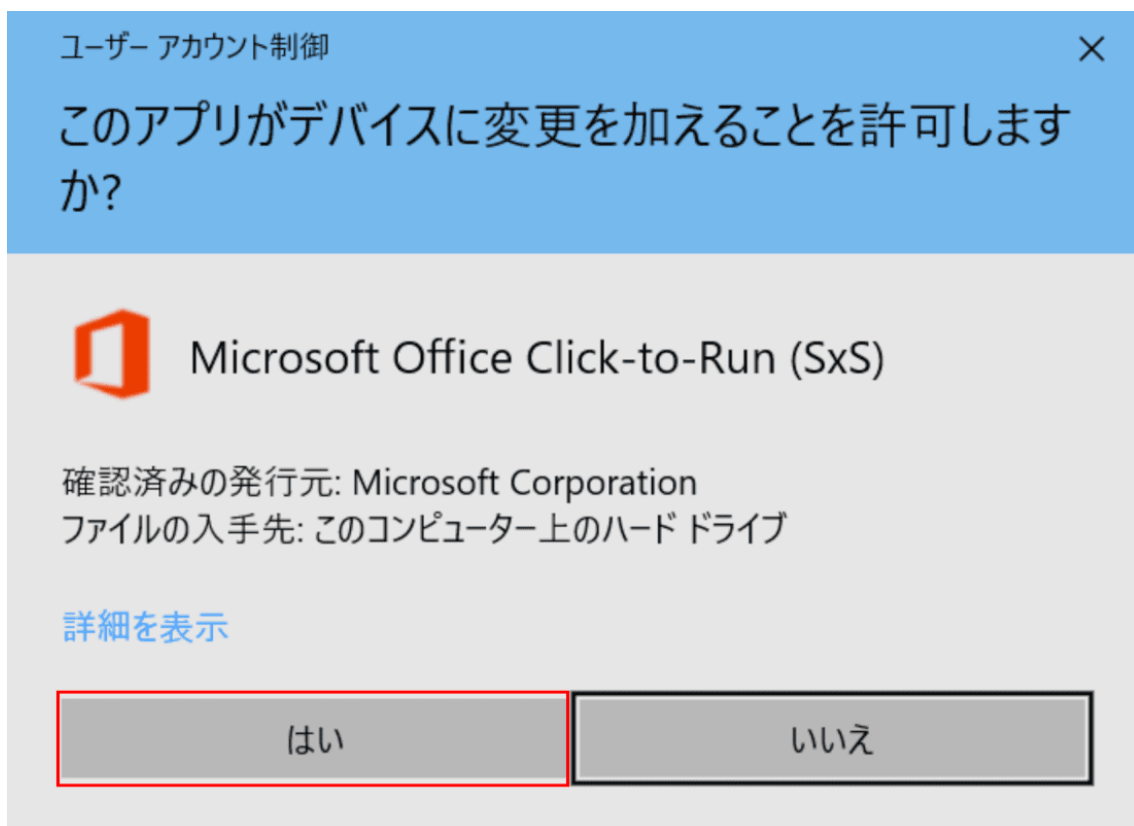 ユーザー アカウント制御
このアプリがデバイスに変更を加えることを許可します
か?
Microsoft Office Click-to-Run (SxS)
確認済みの発行元: Microsoft Corporation
ファイルの入手先: このコンピューター上のハード ドライブ
詳細を表示
はい
いいえ